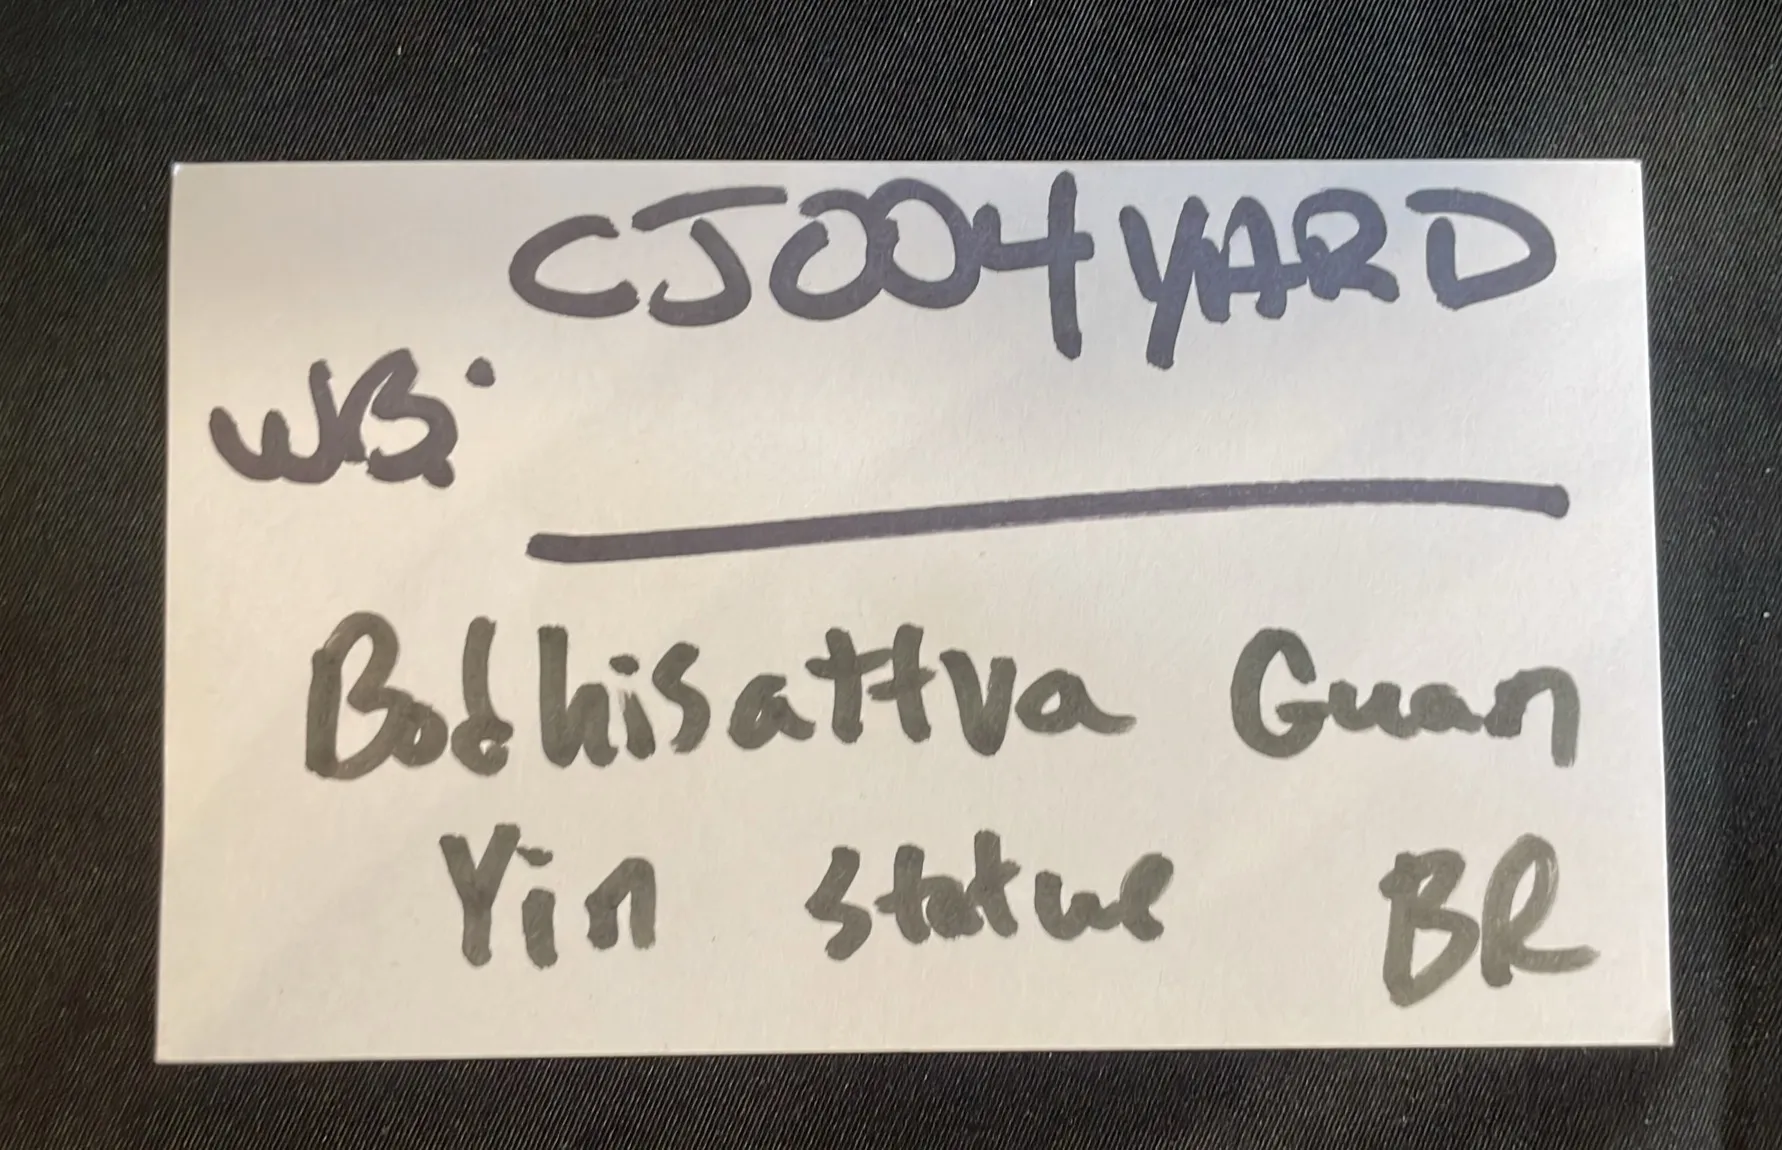 CJ004YARD
WB.
Bodhisattva Guan
Yin statue BR